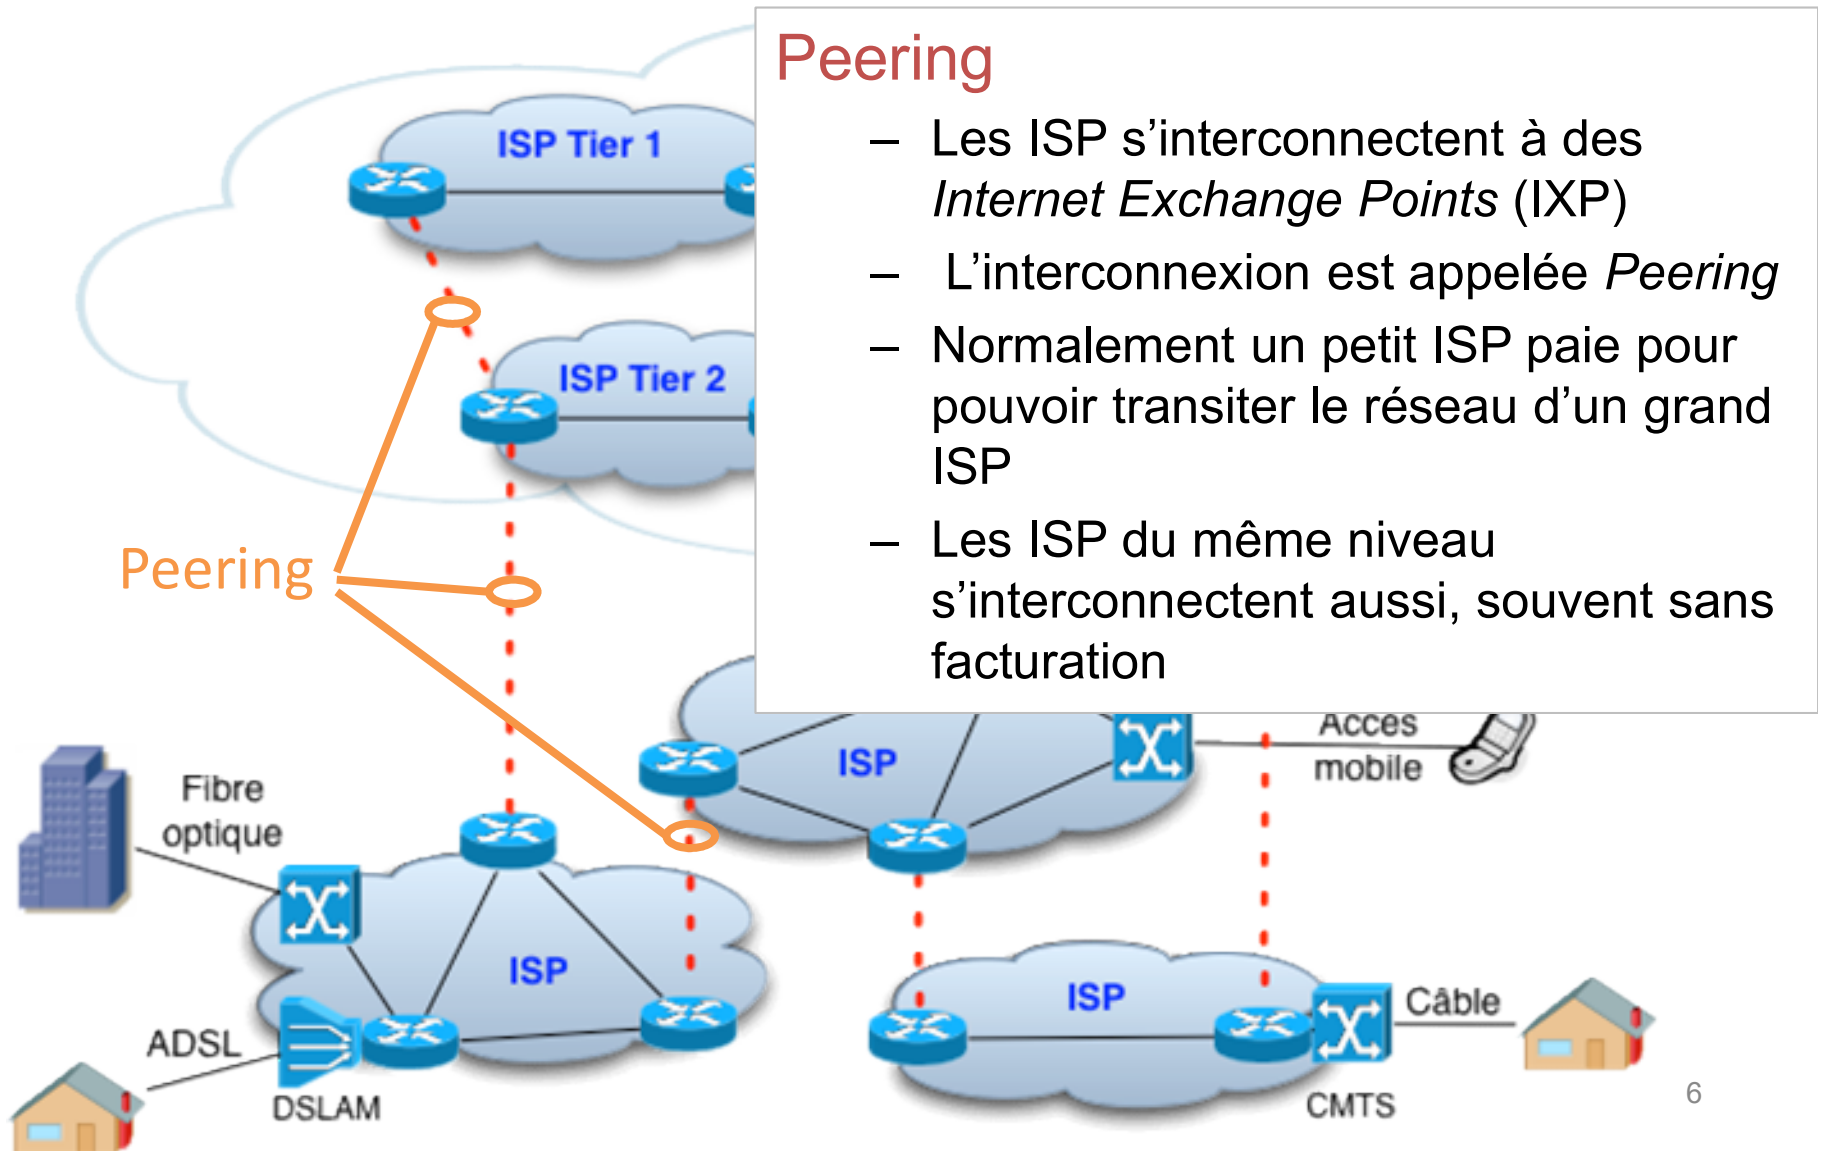 Peering
– Les ISP s’interconnectent à des
Internet Exchange Points (IXP)
– L’interconnexion est appelée Peering
– Normalement un petit ISP paie pour
pouvoir transiter le réseau d’un grand
ISP
– Les ISP du même niveau
s’interconnectent aussi, souvent sans
facturation
ISP Tier 1
ISP Tier 2
Peering
Accès
mobile
ISP
Fibre
optique
ISP
ISP
Câble
ADSL
DSLAM
CMTS
6